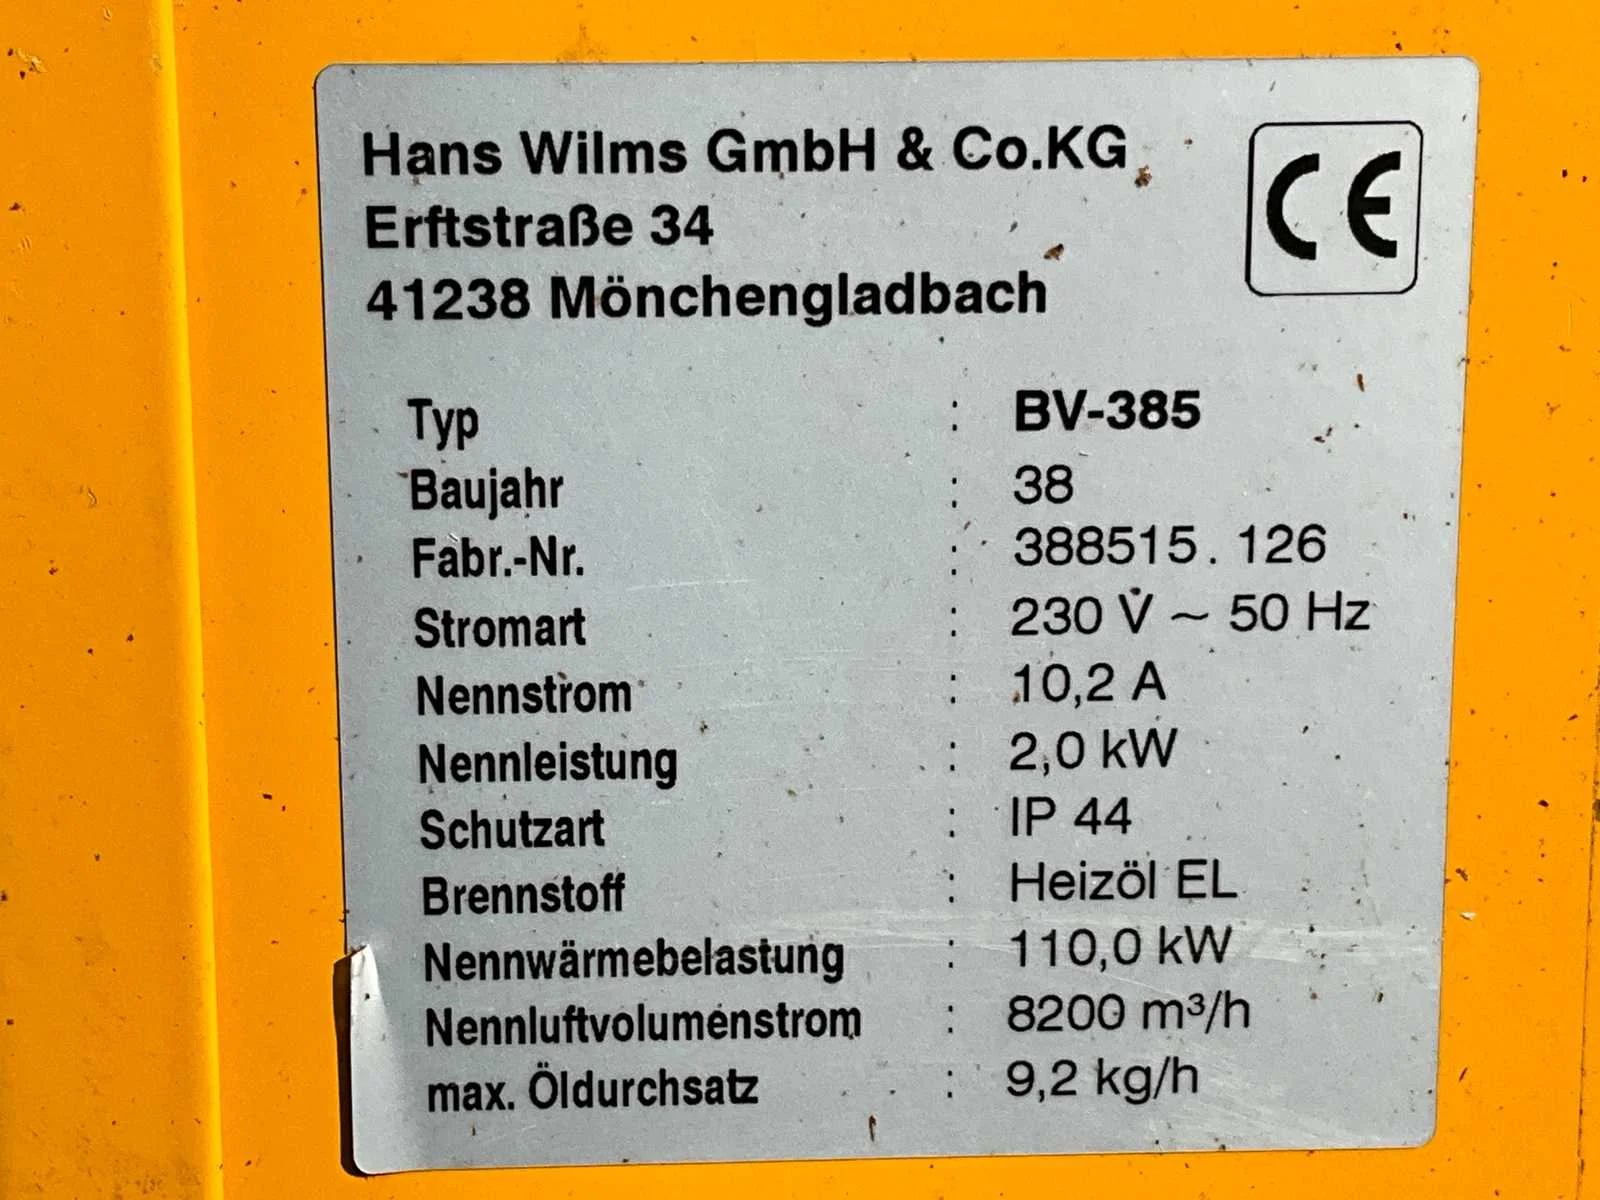 Hans Wilms GmbH & Co.KG
Erftstraße 34
41238 Mönchengladbach
CE
Typ : BV-385
Baujahr : 38
Fabr.-Nr. : 388515. 126
Stromart : 230 V ~ 50 Hz
Nennstrom : 10,2 A
Nennleistung : 2,0 kW
Schutzart : IP 44
Brennstoff : Heizöl EL
Nennwärmebelastung : 110,0 kW
Nennluftvolumenstrom : 8200 m³/h
max. Öldurchsatz : 9,2 kg/h